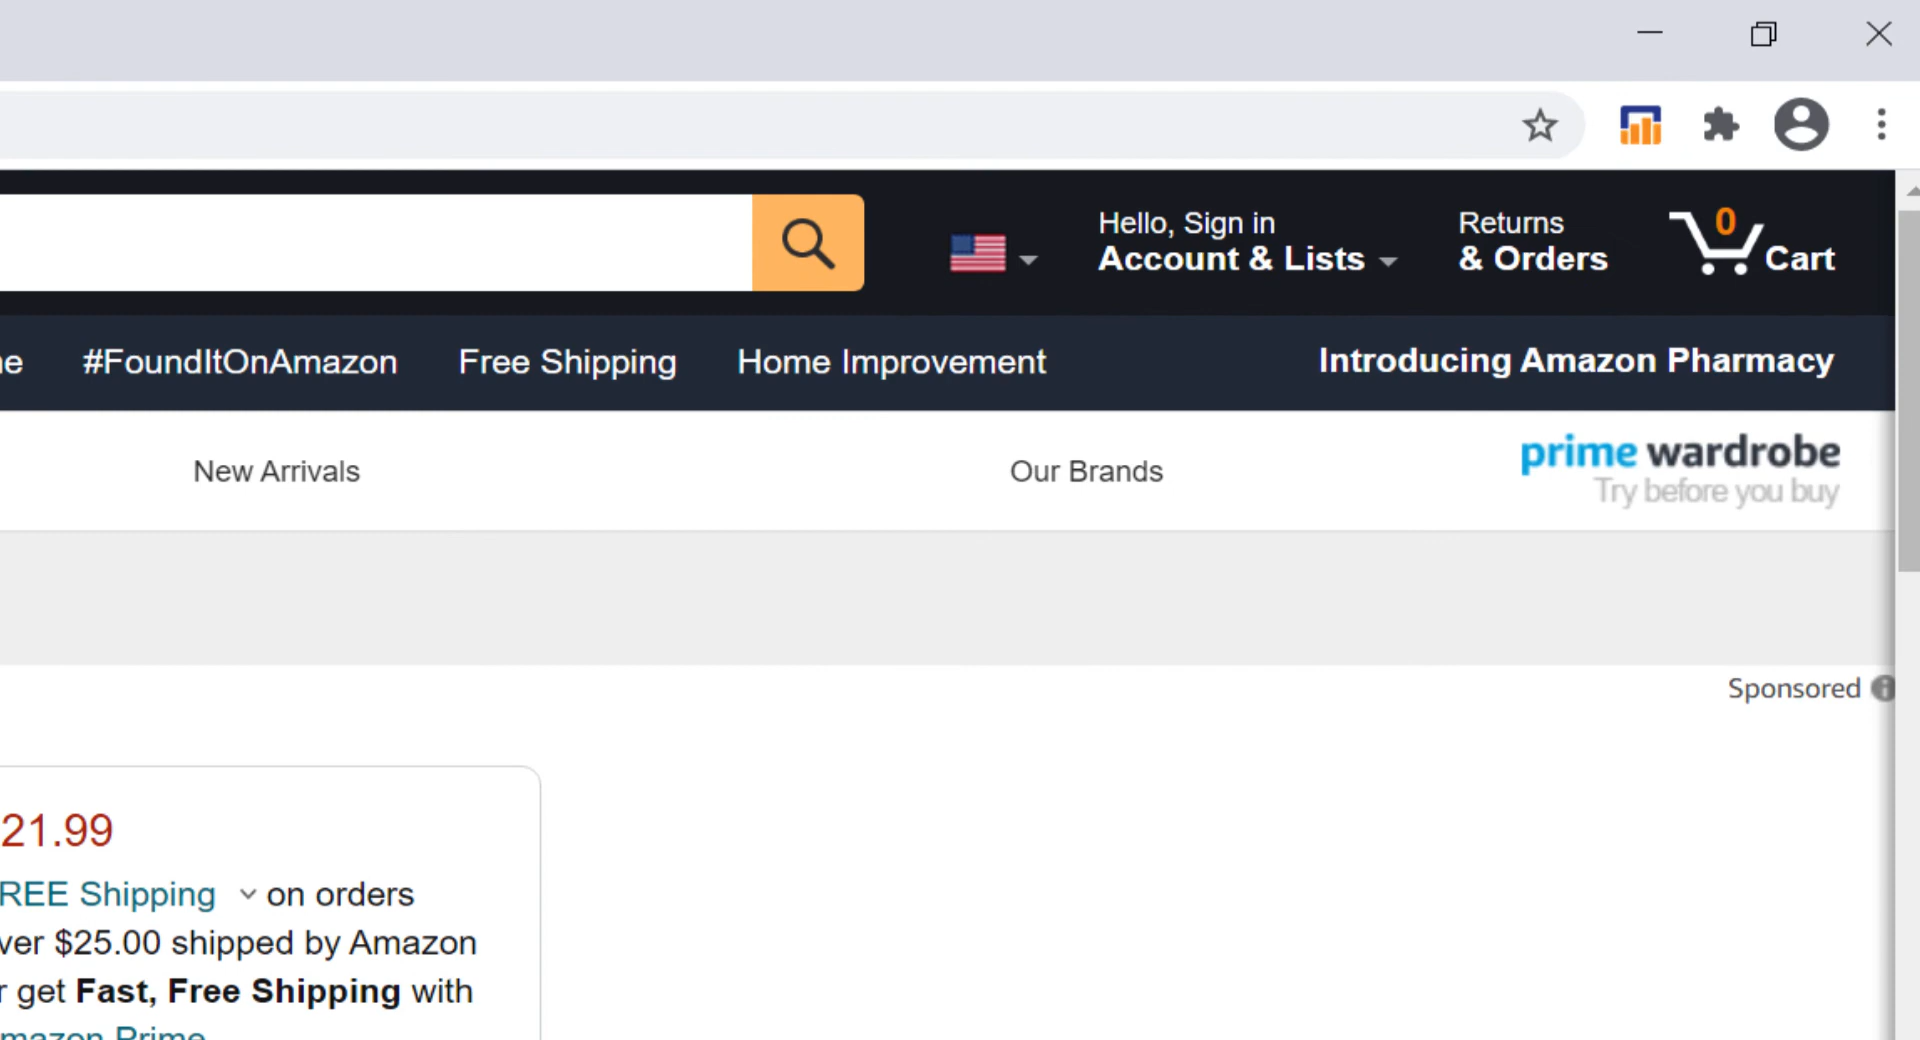 Hello, Sign in
Account & Lists
Returns
& Orders
0
Cart
#FoundItOnAmazon
Free Shipping
Home Improvement
Introducing Amazon Pharmacy
New Arrivals
Our Brands
prime wardrobe
Try before you buy
Sponsored
21.99
REE Shipping on orders
ver $25.00 shipped by Amazon
r get Fast, Free Shipping with
mazon Prime